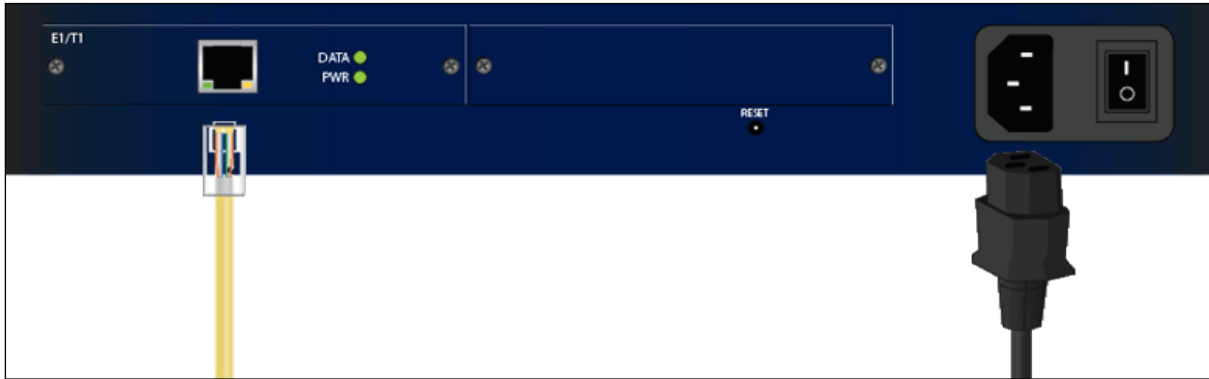 E1/T1
DATA
PWR
RESET